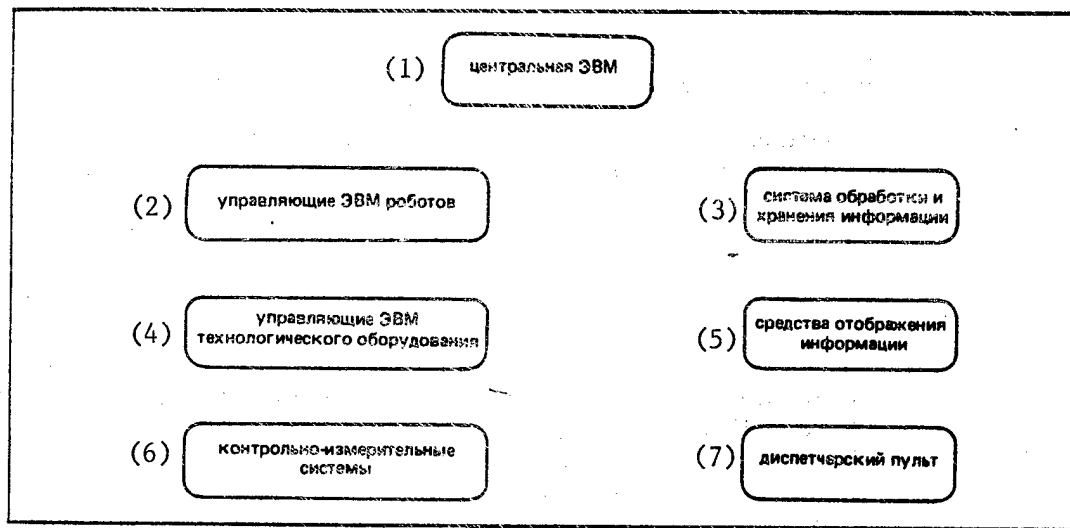 (1) центральная ЭВМ
(2) управляющие ЭВМ роботов
(3) система обработки и
хранения информации
(4) управляющие ЭВМ
технологического оборудования
(5) средства отображения
информации
(6) контрольно-измерительные
системы
(7) диспетчерский пульт